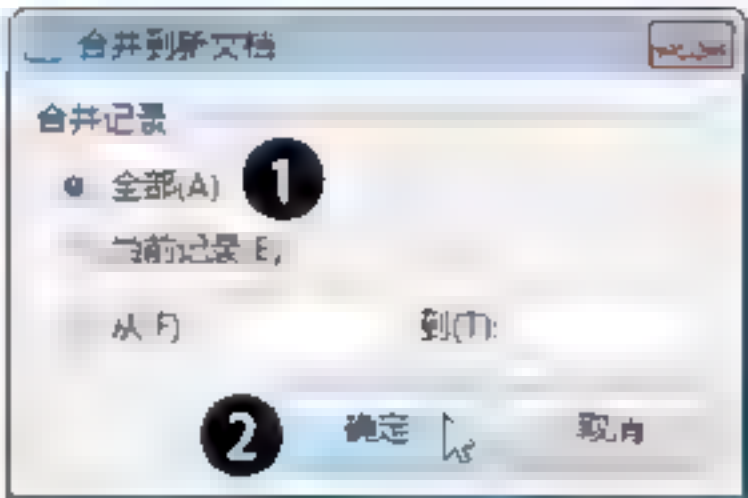 合并到新文档
合并记录
全部(A) 1
当前记录(E)
从(F) 到(T):
2 确定 取消